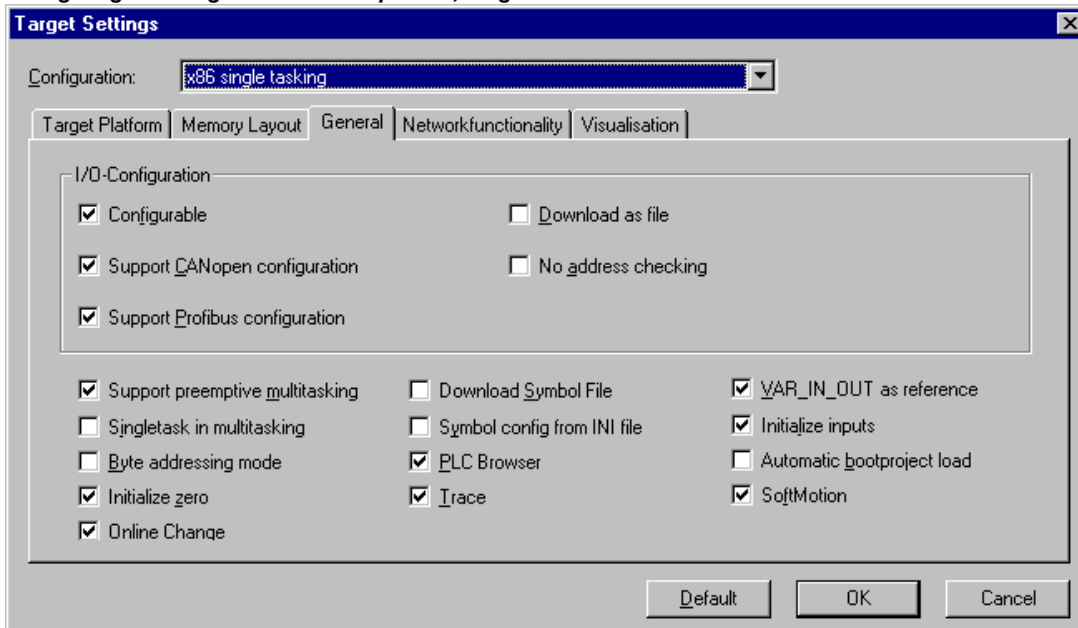 Target Settings
Configuration: x86 single tasking
Target Platform Memory Layout General Networkfunctionality Visualisation
I/O-Configuration
Configurable Download as file
Support CANopen configuration No address checking
Support Profibus configuration
Support preemptive multitasking Download Symbol File VAR_IN_OUT as reference
Singletask in multitasking Symbol config from INI file Initialize inputs
Byte addressing mode PLC Browser Automatic bootproject load
Initialize zero Trace SoftMotion
Online Change
Default OK Cancel